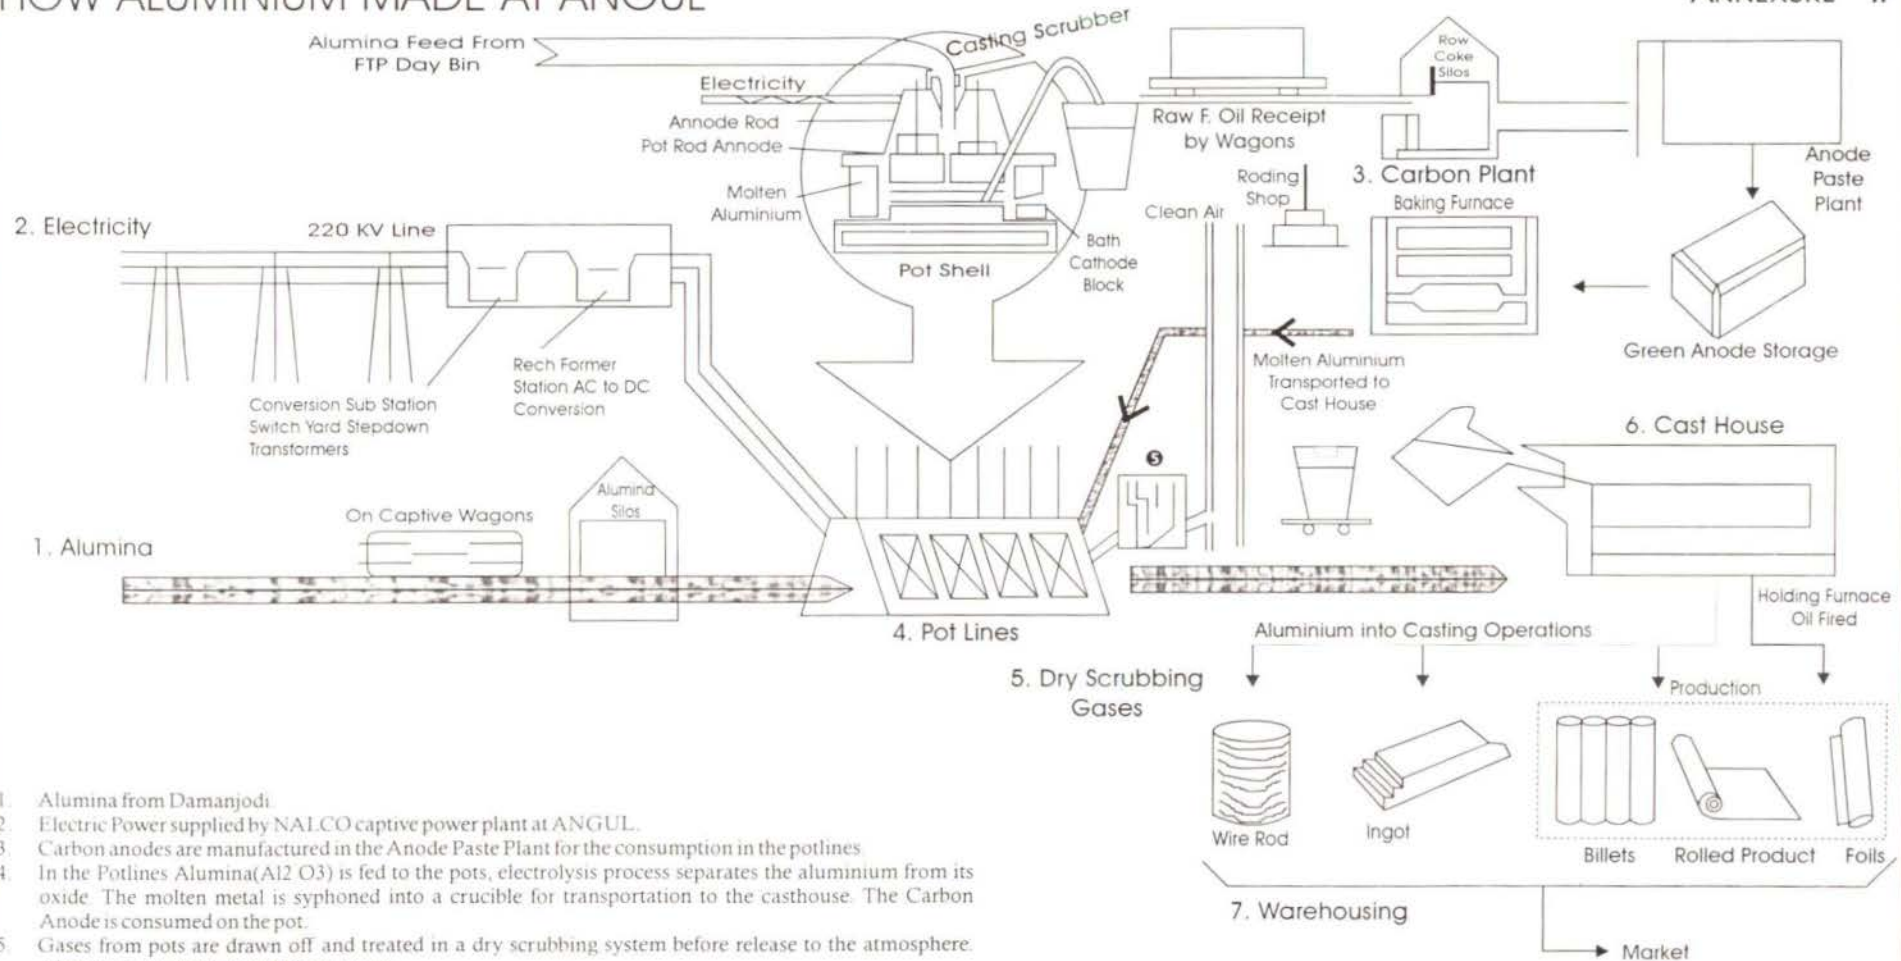 HOW ALUMINIUM MADE AT ANGUL
Alumina Feed From
FTP Day Bin
Casting Scrubber
Electricity
Annode Rod
Pot Rod Annode
Molten
Aluminium
Pot Shell
Bath
Cathode
Block
Raw F. Oil Receipt
by Wagons
Row
Coke
Silos
3. Carbon Plant
Anode
Paste
Plant
Roding
Shop
Baking Furnace
Green Anode Storage
Clean Air
2. Electricity
220 KV Line
Conversion Sub Station
Switch Yard Stepdown
Transformers
Rech Former
Station AC to DC
Conversion
Molten Aluminium
Transported to
Cast House
6. Cast House
5
On Captive Wagons
Alumina
Silos
1. Alumina
4. Pot Lines
Holding Furnace
Oil Fired
Aluminium into Casting Operations
5. Dry Scrubbing
Gases
Production
Wire Rod
Ingot
Billets
Rolled Product
Foils
7. Warehousing
Market
1. Alumina from Damanjodi
2. Electric Power supplied by NALCO captive power plant at ANGUL.
3. Carbon anodes are manufactured in the Anode Paste Plant for the consumption in the potlines
4. In the Potlines Alumina(Al2 O3) is fed to the pots, electrolysis process separates the aluminium from its
oxide. The molten metal is syphoned into a crucible for transportation to the casthouse. The Carbon
Anode is consumed on the pot.
5. Gases from pots are drawn off and treated in a dry scrubbing system before release to the atmosphere.